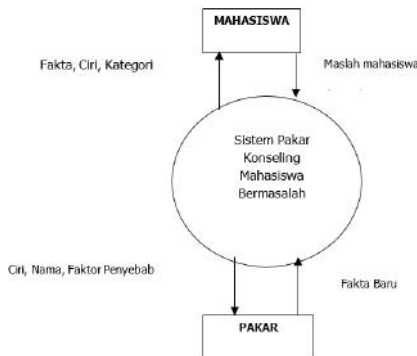 MAHASISWA
Fakta, Ciri, Kategori
Maslah mahasiswa
Sistem Pakar
Konseling
Mahasiswa
Bermasalah
Ciri, Nama, Faktor Penyebab
Fakta Baru
PAKAR